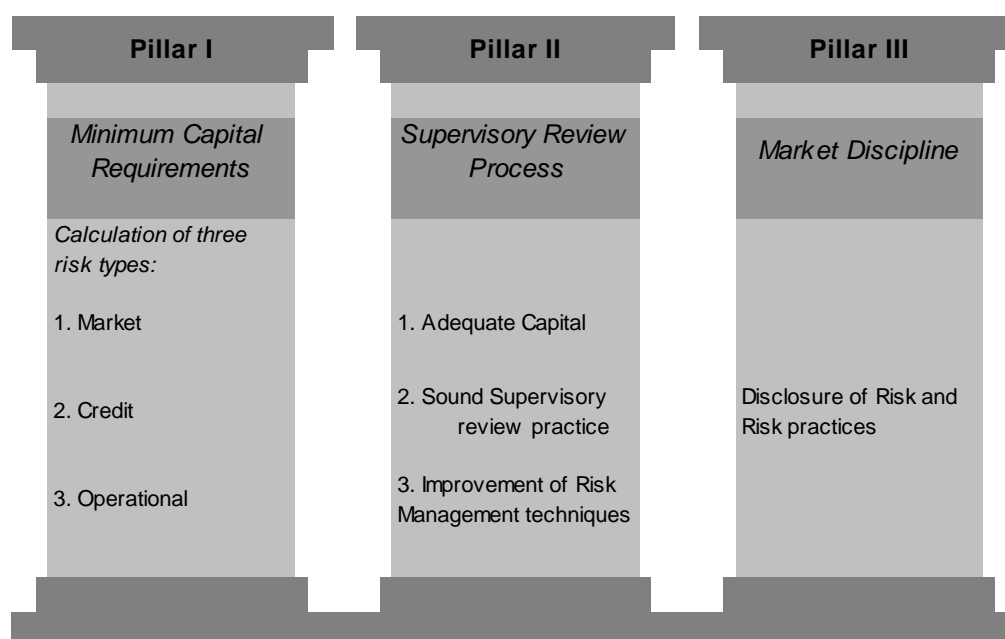 Pillar I
Minimum Capital
Requirements
Calculation of three
risk types:
1. Market
2. Credit
3. Operational
Pillar II
Supervisory Review
Process
1. Adequate Capital
2. Sound Supervisory
review practice
3. Improvement of Risk
Management techniques
Pillar III
Market Discipline
Disclosure of Risk and
Risk practices